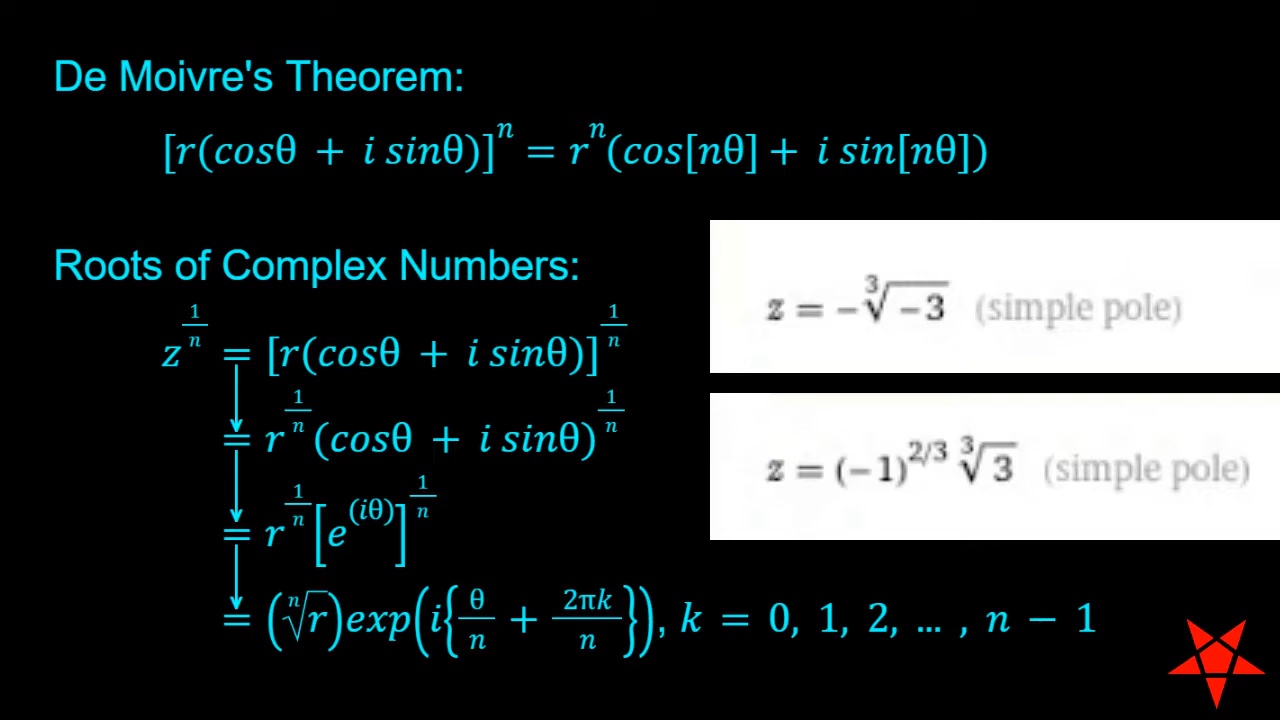 De Moivre's Theorem:
[r(cosθ + i sinθ)]^n = r^n(cos[nθ] + i sin[nθ])
Roots of Complex Numbers:
z^(1/n) = [r(cosθ + i sinθ)]^(1/n)
= r^(1/n)(cosθ + i sinθ)^(1/n)
= r^(1/n)[e^(iθ)]^(1/n)
= (ⁿ√r)exp(i{θ/n + 2πk/n}), k = 0, 1, 2, ... , n − 1
z = −∛−3 (simple pole)
z = (−1)^(2/3) ∛3 (simple pole)